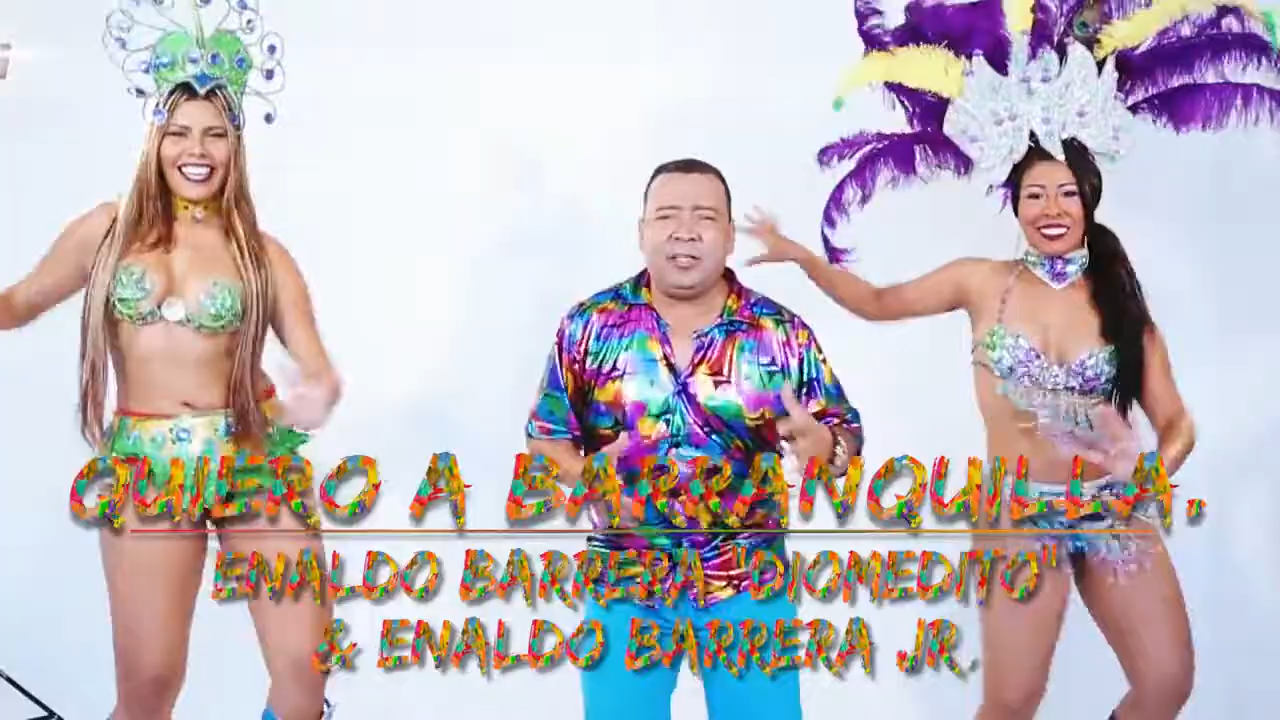 QUIERO A BARRANQUILLA.
ENALDO BARRERA "DIOMEDITO"
& ENALDO BARRERA JR.